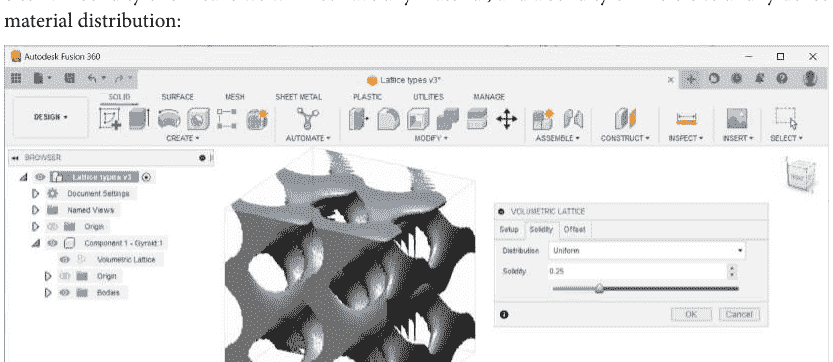 material distribution:
Autodesk Fusion 360
Lattice types v3*
SOLID SURFACE MESH SHEET METAL PLASTIC UTILITIES MANAGE
DESIGN
CREATE AUTOMATE MODIFY ASSEMBLE CONSTRUCT INSPECT INSERT SELECT
BROWSER
Lattice types v3
Document Settings
Named Views
Origin
Component 1 - Gyroid:1
Volumetric Lattice
Origin
Bodies
VOLUMETRIC LATTICE
Setup Solidity Offset
Distribution Uniform
Solidity 0.25
OK Cancel